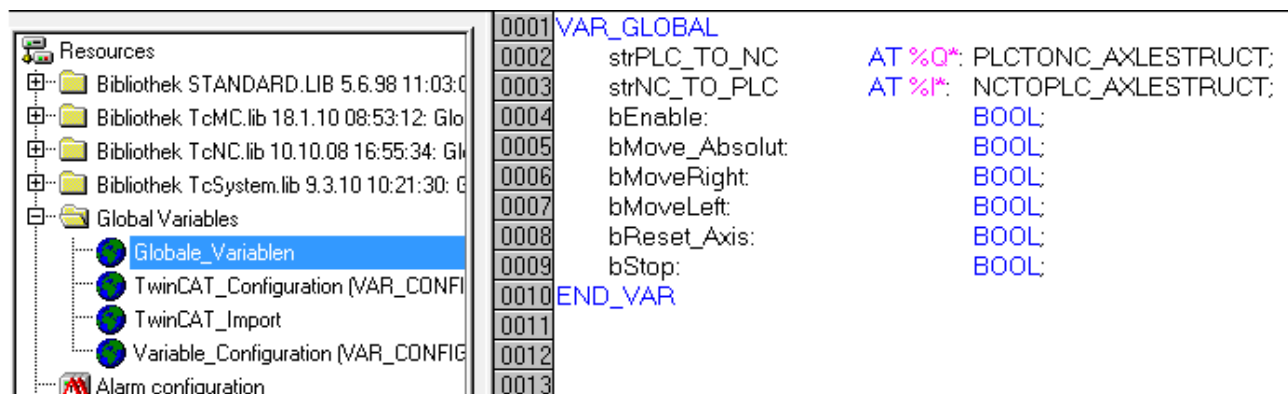 Resources
Bibliothek STANDARD.LIB 5.6.98 11:03:0
Bibliothek TcMC.lib 18.1.10 08:53:12: Glo
Bibliothek TcNC.lib 10.10.08 16:55:34: Gl
Bibliothek TcSystem.lib 9.3.10 10:21:30: G
Global Variables
Globale_Variablen
TwinCAT_Configuration (VAR_CONFI
TwinCAT_Import
Variable_Configuration (VAR_CONFIG
Alarm configuration
0001 VAR_GLOBAL
0002 strPLC_TO_NC AT %Q*: PLCTONC_AXLESTRUCT;
0003 strNC_TO_PLC AT %I*: NCTOPLC_AXLESTRUCT;
0004 bEnable: BOOL;
0005 bMove_Absolut: BOOL;
0006 bMoveRight: BOOL;
0007 bMoveLeft: BOOL;
0008 bReset_Axis: BOOL;
0009 bStop: BOOL;
0010 END_VAR
0011
0012
0013